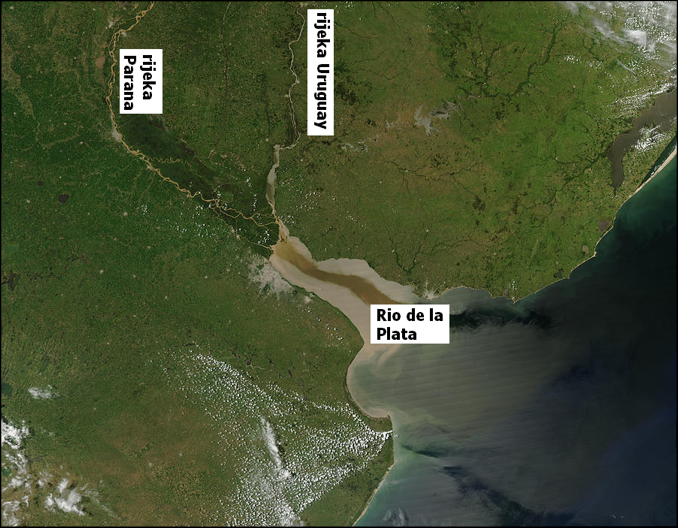 rijeka
Parana
rijeka Uruguay
Rio de la
Plata